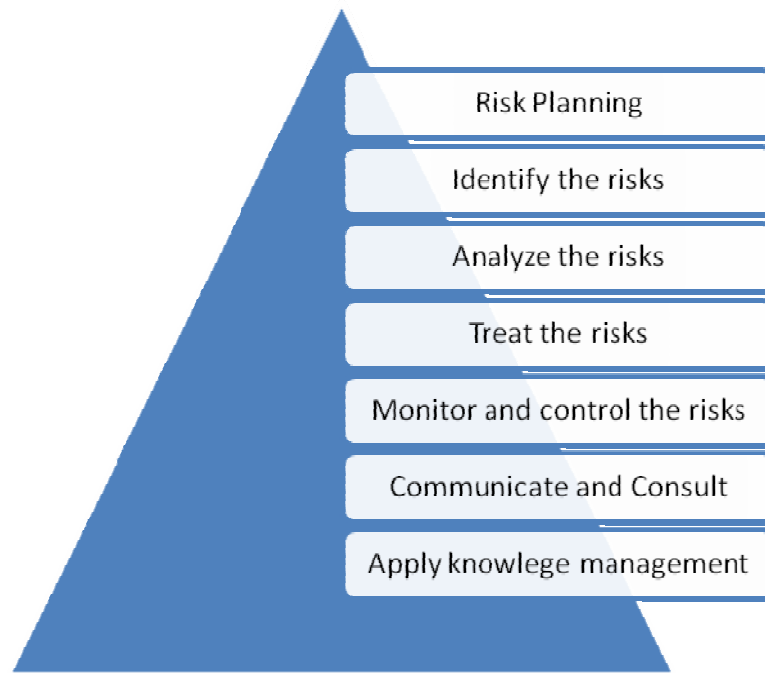 Risk Planning
Identify the risks
Analyze the risks
Treat the risks
Monitor and control the risks
Communicate and Consult
Apply knowlege management